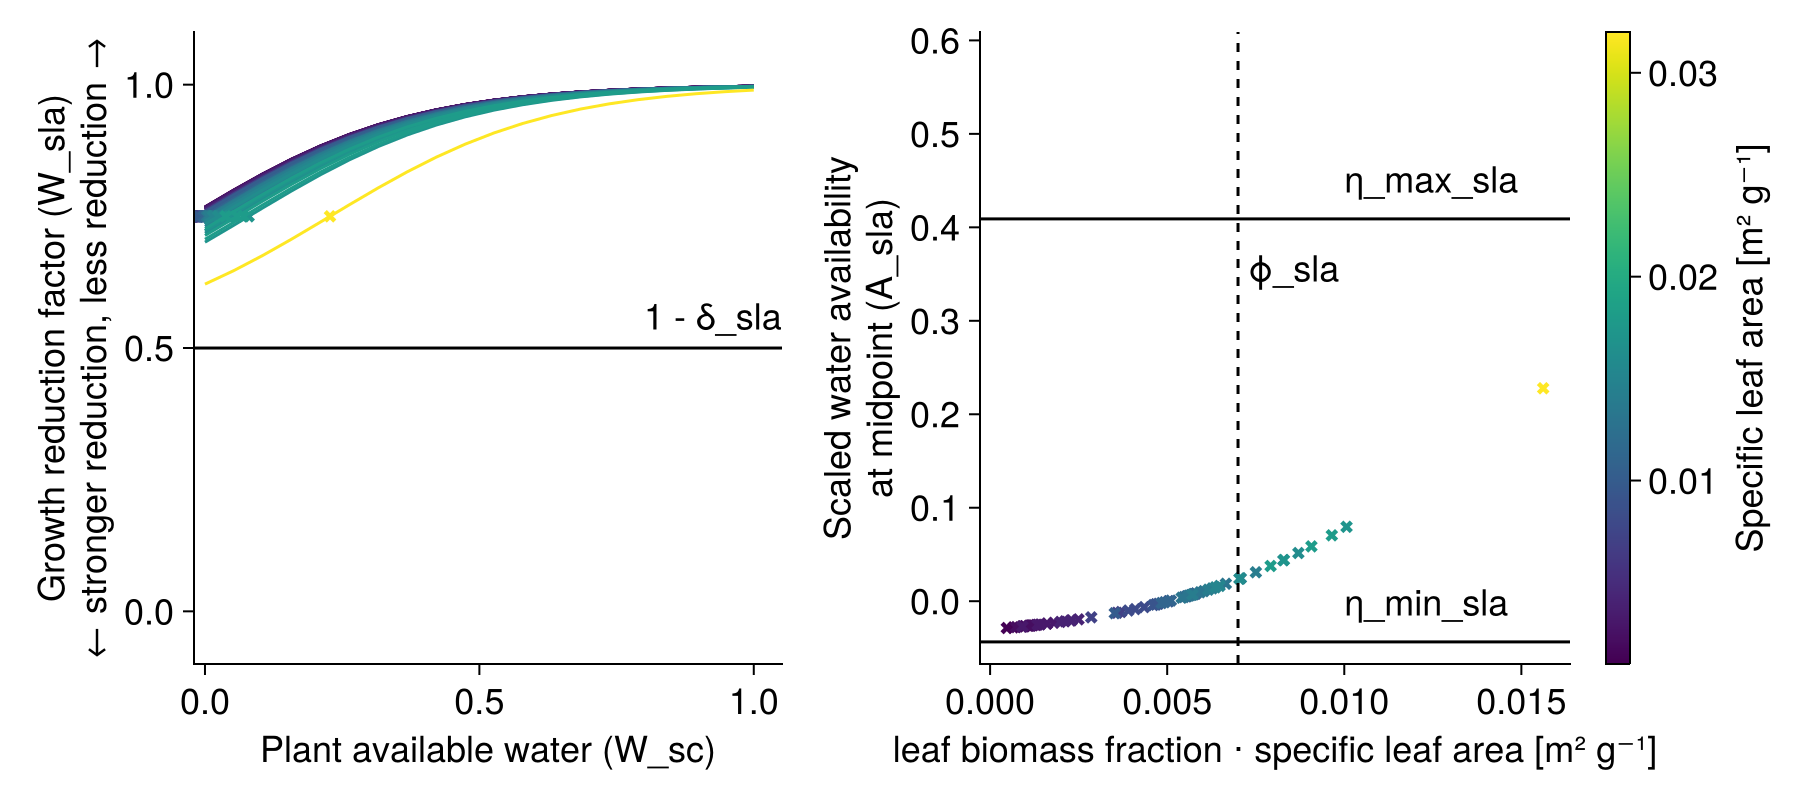 Growth reduction factor (W_sla)
← stronger reduction, less reduction →
1.0
0.5
0.0
1 - δ_sla
0.0
0.5
1.0
Plant available water (W_sc)
Scaled water availability
at midpoint (A_sla)
0.6
0.5
0.4
0.3
0.2
0.1
0.0
η_max_sla
ϕ_sla
η_min_sla
0.000
0.005
0.010
0.015
leaf biomass fraction · specific leaf area [m² g⁻¹]
0.03
0.02
0.01
Specific leaf area [m² g⁻¹]